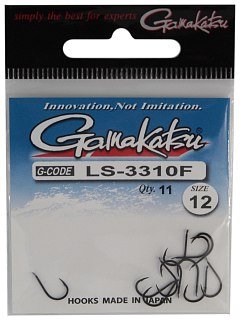 simply the best for experts
Gamakatsu
Innovation, Not Imitation.
Gamakatsu
G-CODE LS-3310F
Qty. 11
SIZE 12
HOOKS MADE IN JAPAN